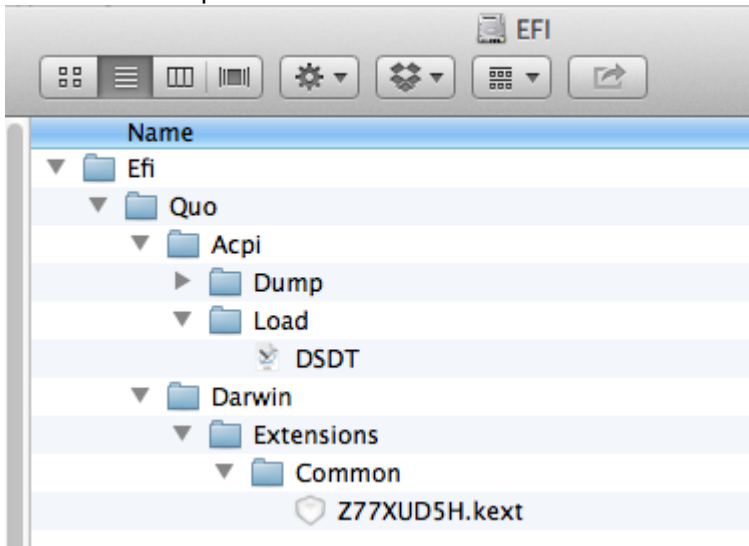 EFI
Name
Efi
Quo
Acpi
Dump
Load
DSDT
Darwin
Extensions
Common
Z77XUD5H.kext